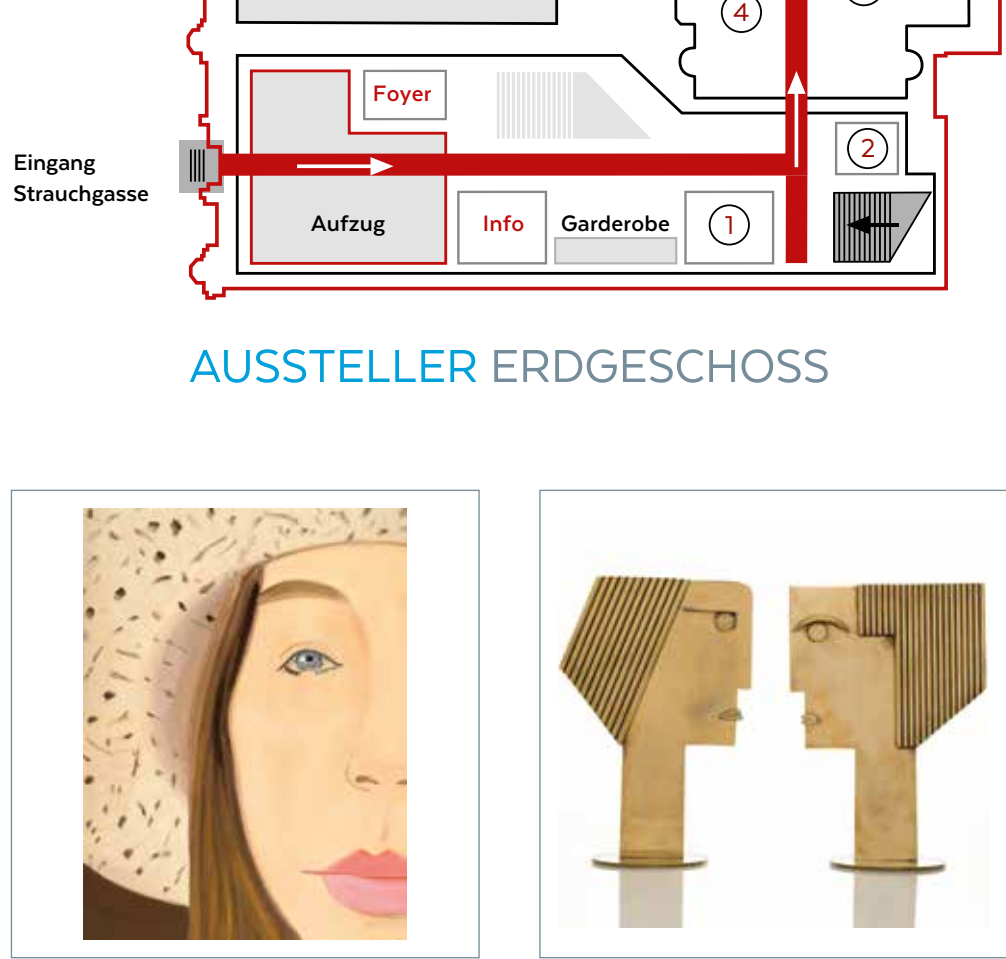 4
Foyer
2
Eingang
Strauchgasse
Aufzug
Info
Garderobe
1
AUSSTELLER ERDGESCHOSS